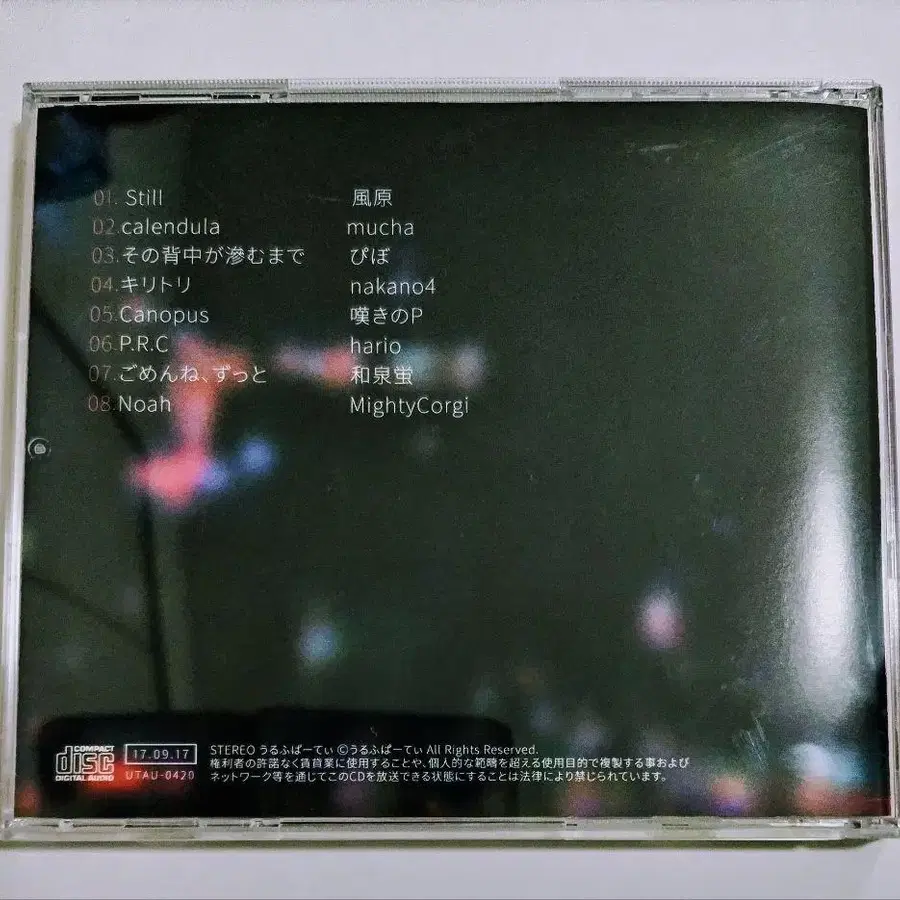 01. Still 風原
02.calendula mucha
03.その背中が滲むまで ぴぼ
04.キリトリ nakano4
05.Canopus 嘆きのP
06.P.R.C hario
07.ごめんね、ずっと 和泉蛍
08.Noah MightyCorgi
COMPACT
disc
DIGITAL AUDIO
17.09.17
UTAU-0420
STEREO うるふぱーてぃ ©うるふぱーてぃ All Rights Reserved.
権利者の許諾なく賃貸業に使用することや、個人的な範疇を超える使用目的で複製する事および
ネットワーク等を通じてこのCDを放送できる状態にすることは法律により禁じられています。